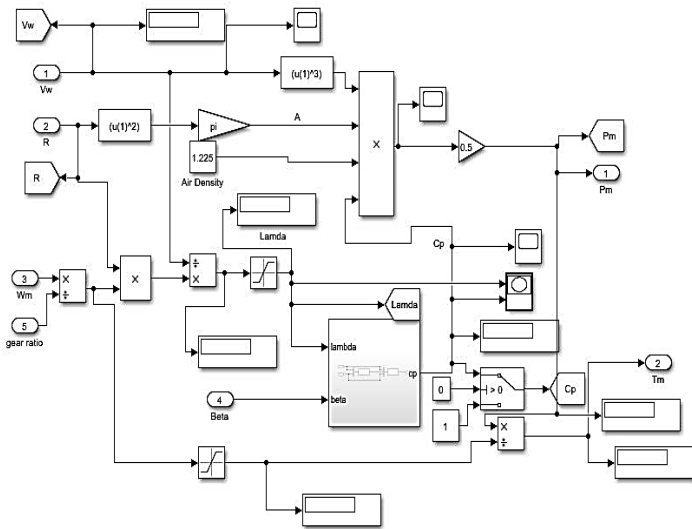 Vw
1
Vw
(u(1)^3)
2
R
(u(1)^2)
pi
A
X
0.5
Pm
1
Pm
1.225
Air Density
R
Lamda
Cp
3
Wm
X
÷
X
÷
X
5
gear ratio
Lamda
lambda
cp
beta
4
Beta
0
> 0
1
Cp
2
Tm
X
÷